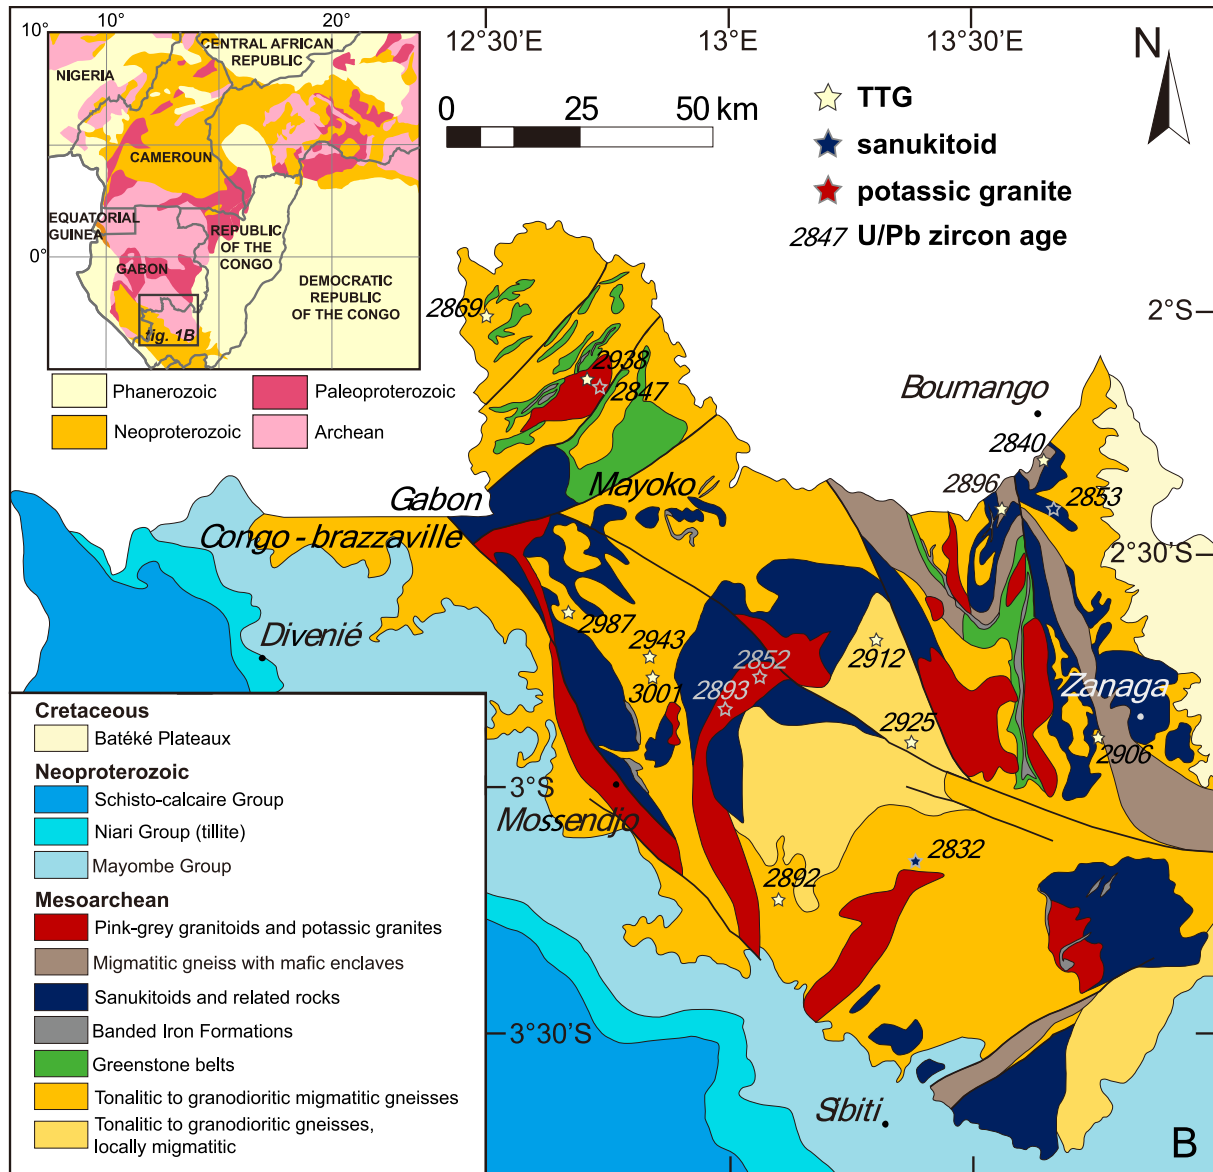 10°
10°
20°
CENTRAL AFRICAN
REPUBLIC
NIGERIA
CAMEROUN
EQUATORIAL
GUINEA
REPUBLIC
OF THE
CONGO
0°
GABON
DEMOCRATIC
REPUBLIC
OF THE CONGO
fig. 1B
Phanerozoic
Paleoproterozoic
Neoproterozoic
Archean
12°30'E
13°E
13°30'E
N
0
25
50 km
TTG
sanukitoid
potassic granite
2847 U/Pb zircon age
2°S
2869
2938
2847
Boumango
2840
2896
2853
Gabon
Mayoko
Congo - brazzaville
2°30'S
Divenié
2987
2943
3001
2852
2893
2912
2925
Zanaga
2906
3°S
Mossendjo
2832
2892
3°30'S
Sibiti
B
Cretaceous
Batéké Plateaux
Neoproterozoic
Schisto-calcaire Group
Niari Group (tillite)
Mayombe Group
Mesoarchean
Pink-grey granitoids and potassic granites
Migmatitic gneiss with mafic enclaves
Sanukitoids and related rocks
Banded Iron Formations
Greenstone belts
Tonalitic to granodioritic migmatitic gneisses
Tonalitic to granodioritic gneisses,
locally migmatitic